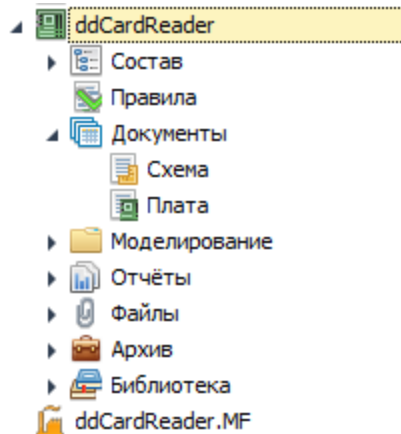 ddCardReader
Состав
Правила
Документы
Схема
Плата
Моделирование
Отчёты
Файлы
Архив
Библиотека
ddCardReader.MF